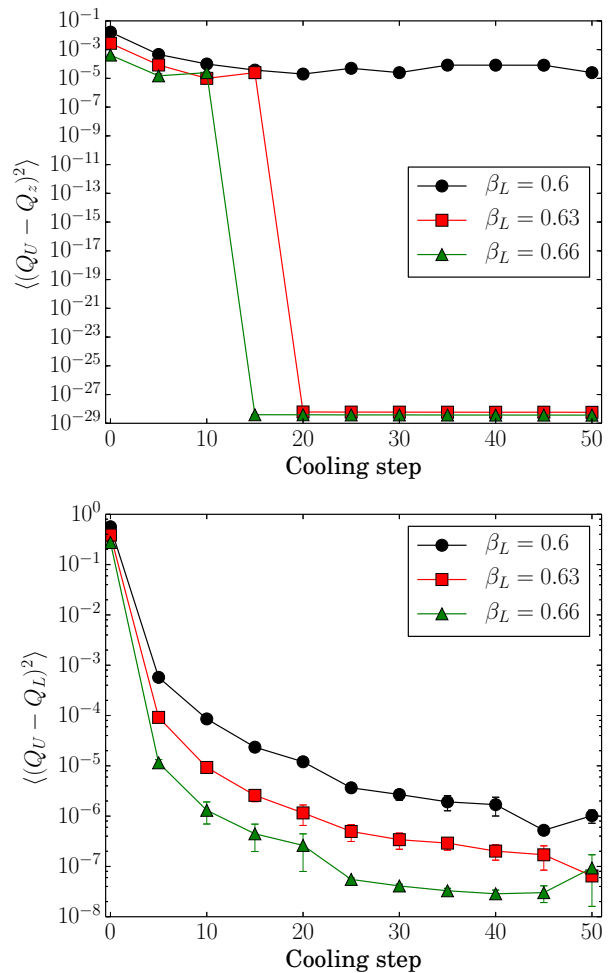 10⁻¹
10⁻³
10⁻⁵
10⁻⁷
10⁻⁹
10⁻¹¹
10⁻¹³
10⁻¹⁵
10⁻¹⁷
10⁻¹⁹
10⁻²¹
10⁻²³
10⁻²⁵
10⁻²⁷
10⁻²⁹
⟨(Q_U − Q_z)²⟩
β_L = 0.6
β_L = 0.63
β_L = 0.66
0 10 20 30 40 50
Cooling step
10⁰
10⁻¹
10⁻²
10⁻³
10⁻⁴
10⁻⁵
10⁻⁶
10⁻⁷
10⁻⁸
⟨(Q_U − Q_L)²⟩
β_L = 0.6
β_L = 0.63
β_L = 0.66
0 10 20 30 40 50
Cooling step